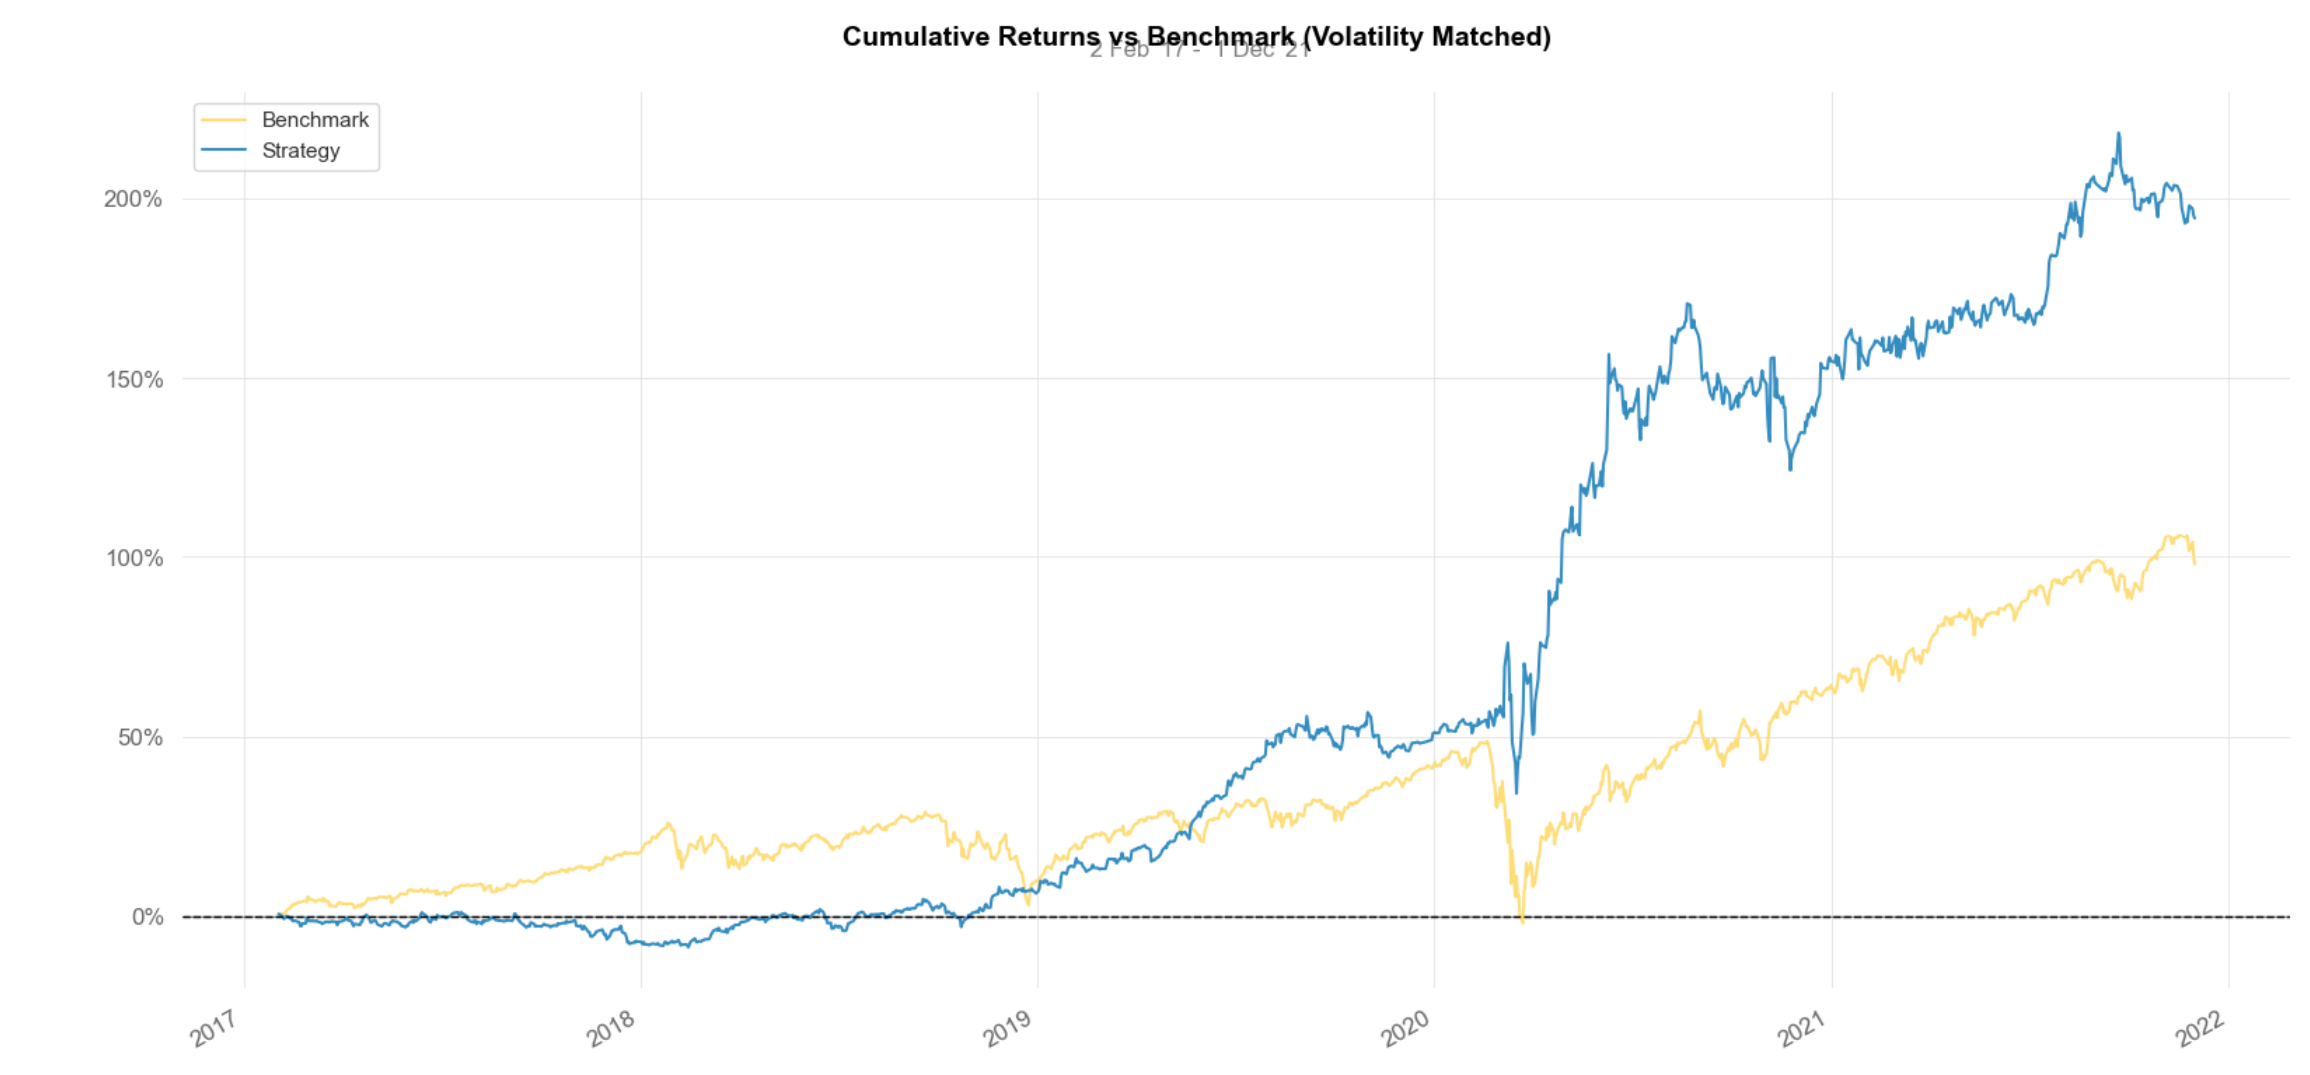 Cumulative Returns vs Benchmark (Volatility Matched)
2 Feb '17 - 1 Dec '21
Benchmark
Strategy
200%
150%
100%
50%
0%
2017
2018
2019
2020
2021
2022